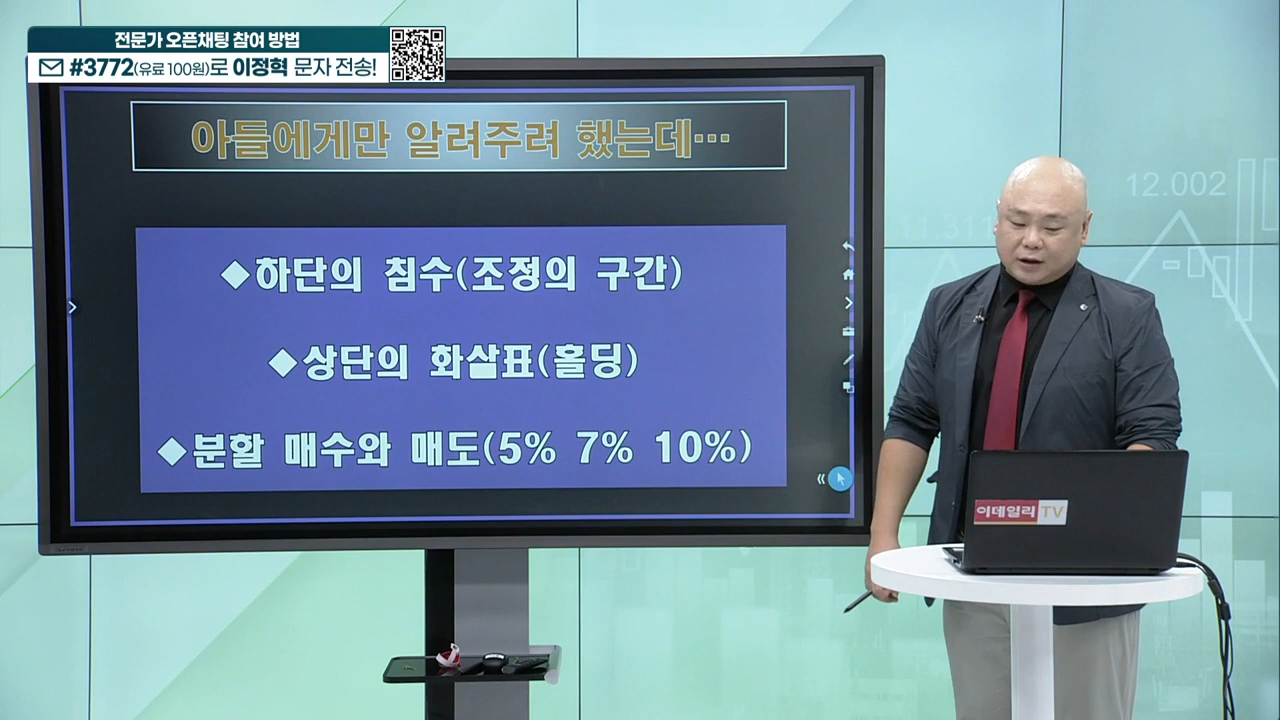 전문가 오픈채팅 참여 방법
#3772(유료 100원)로 이정혁 문자 전송!
아들에게만 알려주려 했는데…
◆하단의 침수(조정의 구간)
◆상단의 화살표(홀딩)
◆분할 매수와 매도(5% 7% 10%)
12.002
11.311
이데일리 TV